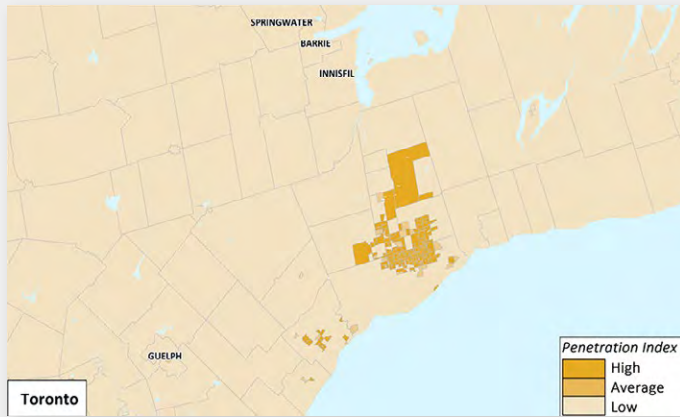 SPRINGWATER
BARRIE
INNISFIL
GUELPH
Toronto
Penetration Index
High
Average
Low